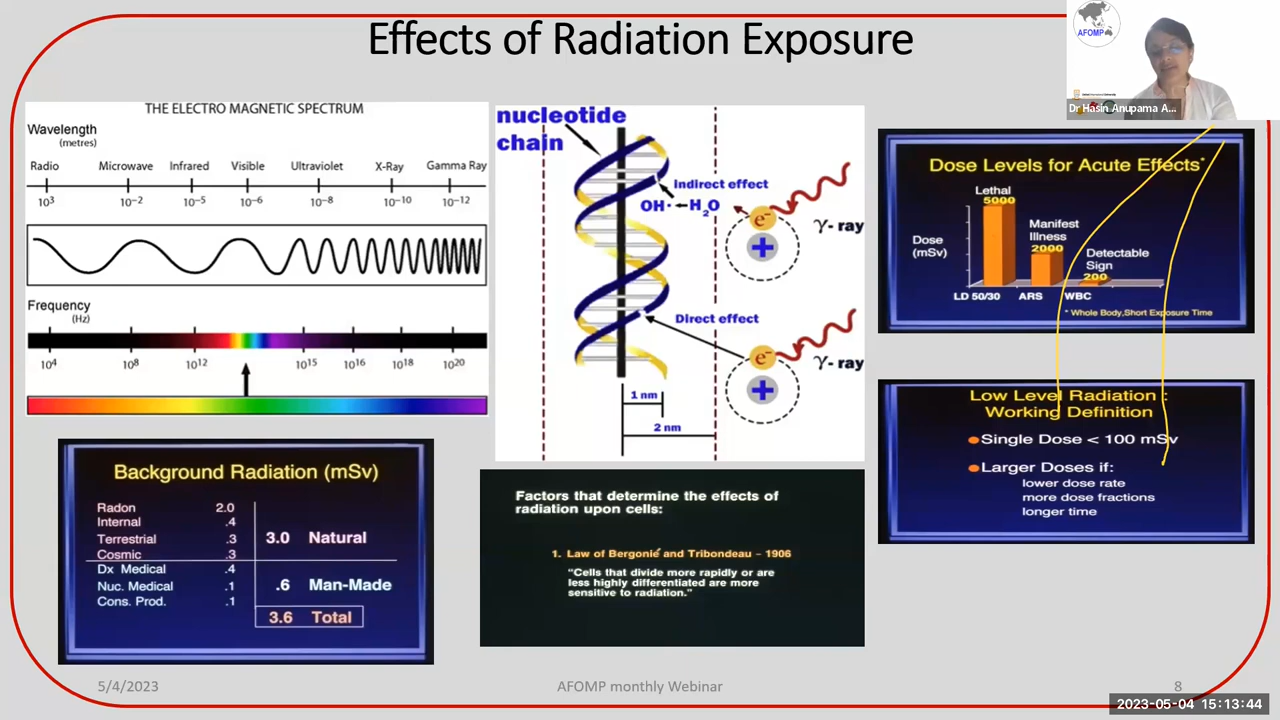 Effects of Radiation Exposure
AFOMP
Dr Hasin Anupama A...
THE ELECTRO MAGNETIC SPECTRUM
Wavelength
(metres)
Radio Microwave Infrared Visible Ultraviolet X-Ray Gamma Ray
10³ 10⁻² 10⁻⁵ 10⁻⁶ 10⁻⁸ 10⁻¹⁰ 10⁻¹²
Frequency
(Hz)
10⁴ 10⁸ 10¹² 10¹⁵ 10¹⁶ 10¹⁸ 10²⁰
nucleotide
chain
Indirect effect
OH· H₂O
e⁻
+
γ- ray
Direct effect
e⁻
+
γ- ray
1 nm
2 nm
Dose Levels for Acute Effects*
Lethal
5000
Manifest
Illness
2000
Detectable
Sign
200
Dose
(mSv)
LD 50/30 ARS WBC
* Whole Body,Short Exposure Time
Low Level Radiation :
Working Definition
Single Dose < 100 mSv
Larger Doses if:
lower dose rate
more dose fractions
longer time
Background Radiation (mSv)
Radon 2.0
Internal .4
Terrestrial .3
Cosmic .3
3.0 Natural
Dx Medical .4
Nuc. Medical .1
Cons. Prod. .1
.6 Man-Made
3.6 Total
Factors that determine the effects of
radiation upon cells:
1. Law of Bergonié and Tribondeau – 1906
"Cells that divide more rapidly or are
less highly differentiated are more
sensitive to radiation."
5/4/2023 AFOMP monthly Webinar 8
2023-05-04 15:13:44